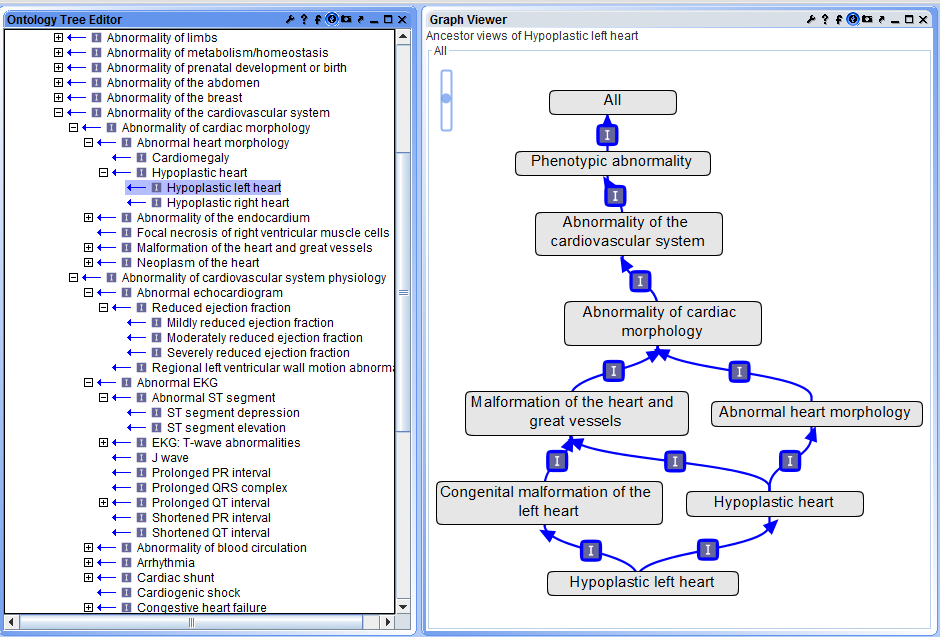 Ontology Tree Editor
Abnormality of limbs
Abnormality of metabolism/homeostasis
Abnormality of prenatal development or birth
Abnormality of the abdomen
Abnormality of the breast
Abnormality of the cardiovascular system
Abnormality of cardiac morphology
Abnormal heart morphology
Cardiomegaly
Hypoplastic heart
Hypoplastic left heart
Hypoplastic right heart
Abnormality of the endocardium
Focal necrosis of right ventricular muscle cells
Malformation of the heart and great vessels
Neoplasm of the heart
Abnormality of cardiovascular system physiology
Abnormal echocardiogram
Reduced ejection fraction
Mildly reduced ejection fraction
Moderately reduced ejection fraction
Severely reduced ejection fraction
Regional left ventricular wall motion abnorma
Abnormal EKG
Abnormal ST segment
ST segment depression
ST segment elevation
EKG: T-wave abnormalities
J wave
Prolonged PR interval
Prolonged QRS complex
Prolonged QT interval
Shortened PR interval
Shortened QT interval
Abnormality of blood circulation
Arrhythmia
Cardiac shunt
Cardiogenic shock
Congestive heart failure
Graph Viewer
Ancestor views of Hypoplastic left heart
All
All
I
Phenotypic abnormality
I
Abnormality of the
cardiovascular system
I
Abnormality of cardiac
morphology
I
I
Malformation of the heart and
great vessels
Abnormal heart morphology
I
I
I
Congenital malformation of the
left heart
Hypoplastic heart
I
I
Hypoplastic left heart